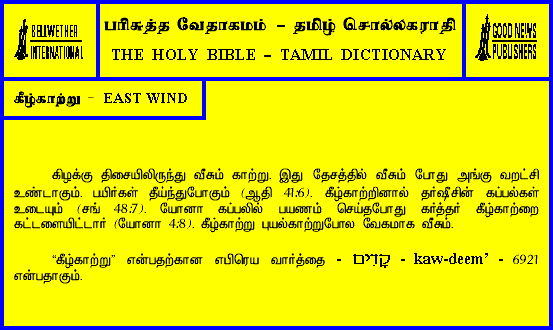 BELLWETHER
INTERNATIONAL
பரிசுத்த வேதாகமம் – தமிழ் சொல்லகராதி
THE HOLY BIBLE – TAMIL DICTIONARY
GOOD NEWS
PUBLISHERS
கீழ்காற்று – EAST WIND
கிழக்கு திசையிலிருந்து வீசும் காற்று. இது தேசத்தில் வீசும் போது அங்கு வறட்சி
உண்டாகும். பயிர்கள் தீய்ந்துபோகும் (ஆதி 41:6). கீழ்காற்றினால் தர்ஷீசின் கப்பல்கள்
உடையும் (சங் 48:7). யோனா கப்பலில் பயணம் செய்தபோது கர்த்தர் கீழ்காற்றை
கட்டளையிட்டார் (யோனா 4:8). கீழ்காற்று புயல்காற்றுபோல வேகமாக வீசும்.
“கீழ்காற்று” என்பதற்கான எபிரெய வார்த்தை - קָדִים - kaw-deem’ - 6921
என்பதாகும்.